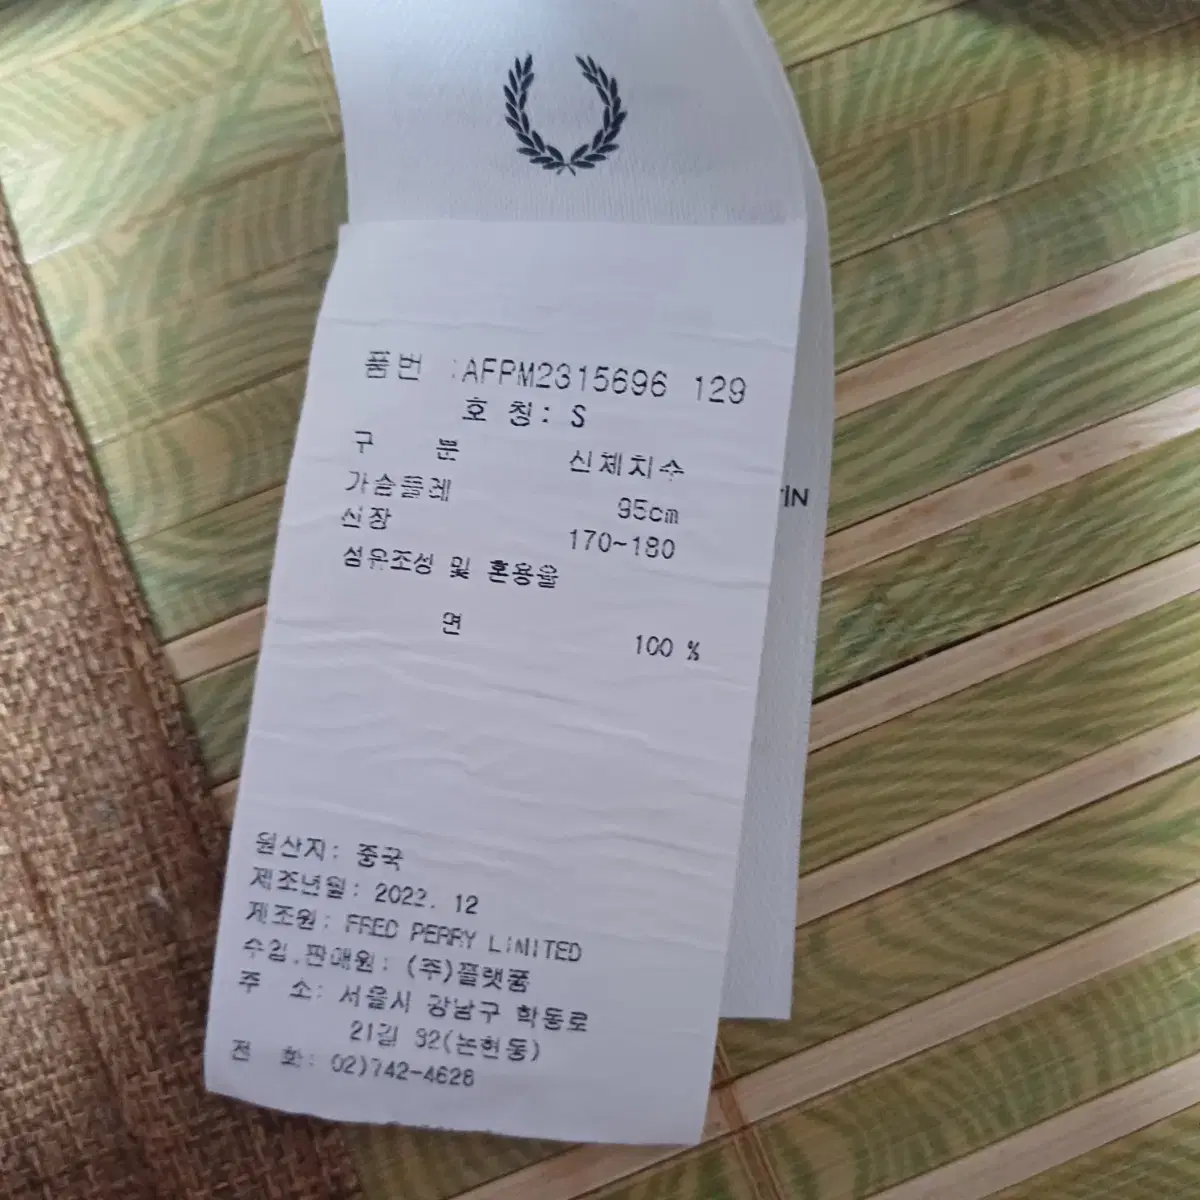 품번 :AFPM2315696 129
호 칭: S
구 분 신체치수
가슴둘레 95cm
신장 170~180
섬유조성 및 혼용율
면 100 %
원산지: 중국
제조년월: 2022. 12
제조원: FRED PERRY LIMITED
수입.판매원: (주)플랫폼
주 소: 서울시 강남구 학동로
21길 32(논현동)
전 화: 02)742-4628